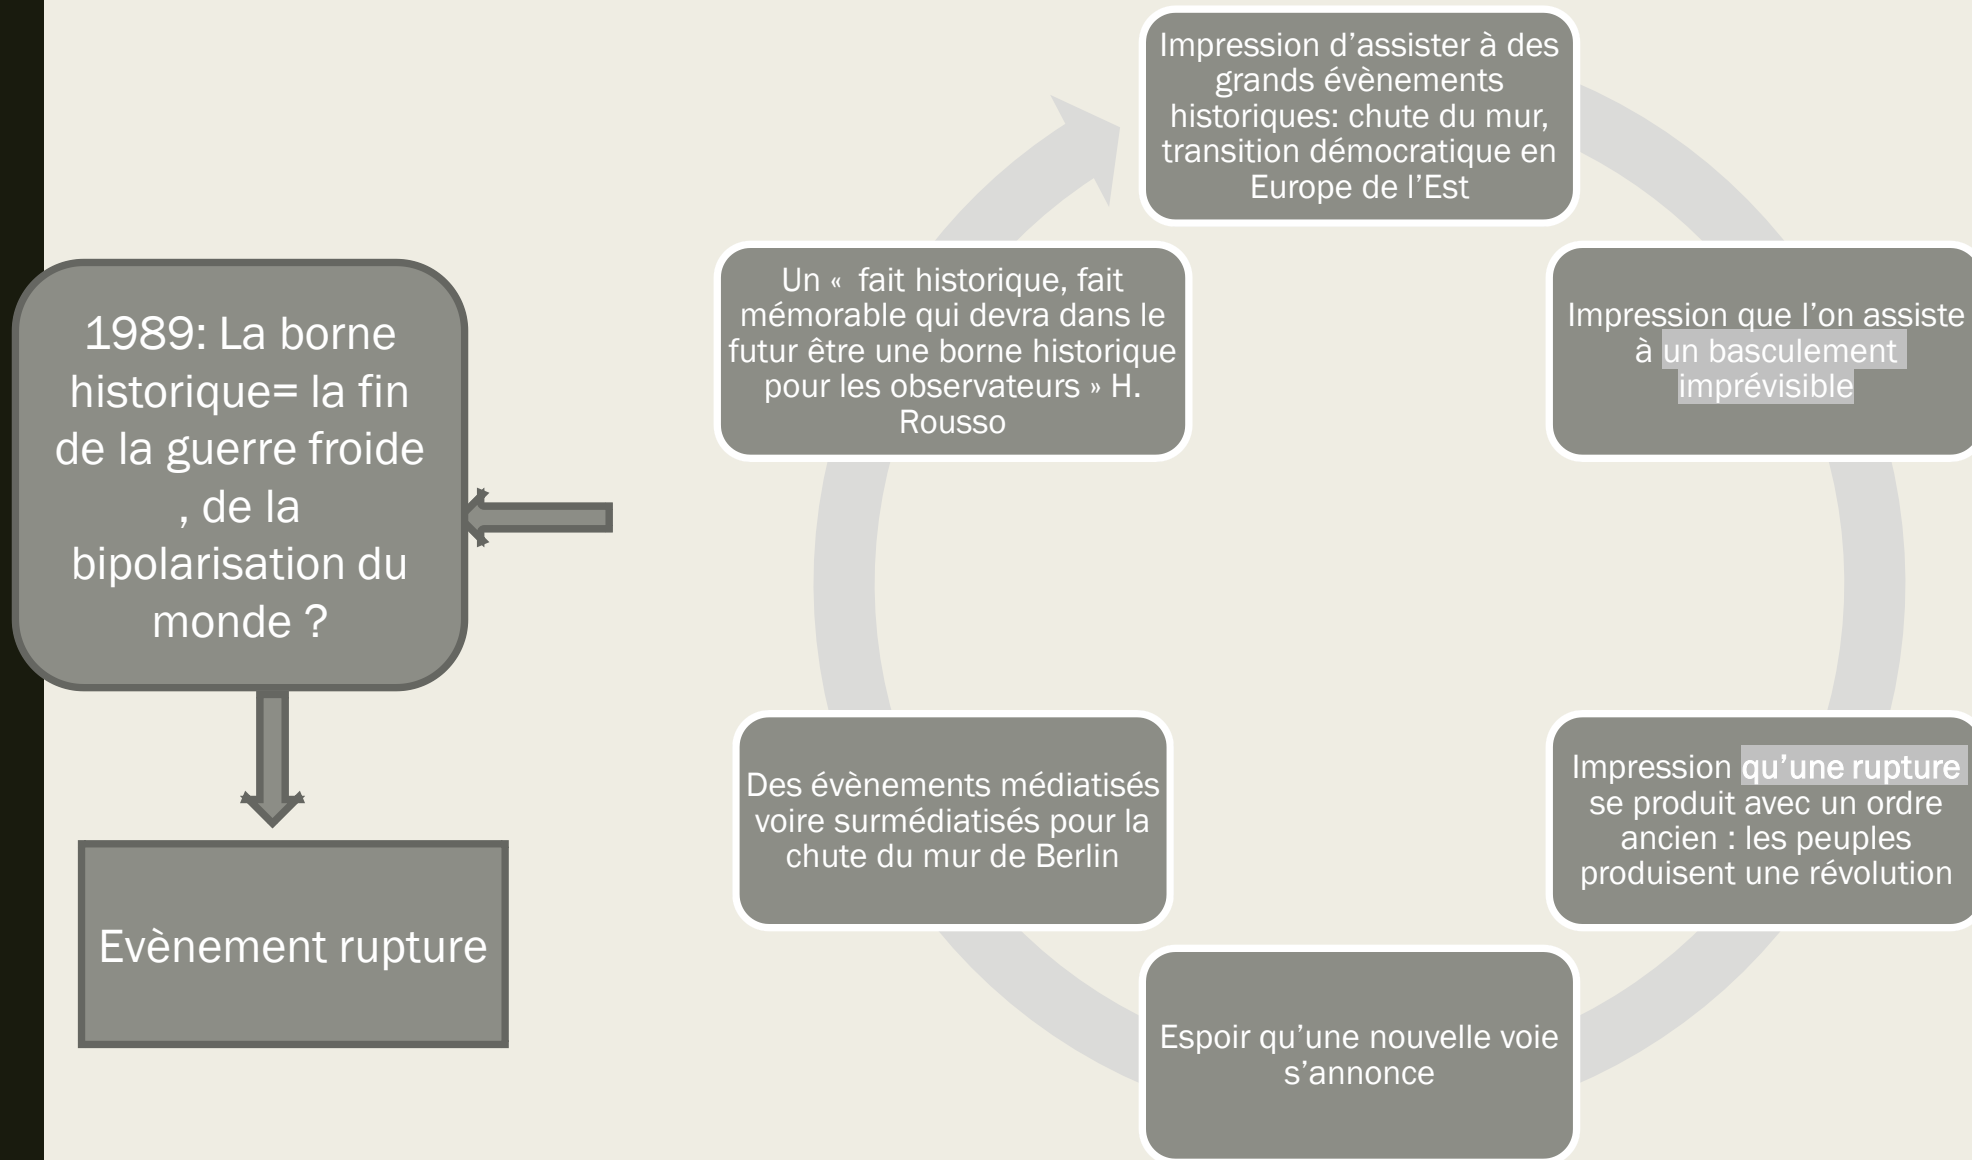 1989: La borne
historique= la fin
de la guerre froide
, de la
bipolarisation du
monde ?
Evènement rupture
Impression d’assister à des
grands évènements
historiques: chute du mur,
transition démocratique en
Europe de l’Est
Impression que l’on assiste
à un basculement
imprévisible
Impression qu’une rupture
se produit avec un ordre
ancien : les peuples
produisent une révolution
Espoir qu’une nouvelle voie
s’annonce
Des évènements médiatisés
voire surmédiatisés pour la
chute du mur de Berlin
Un «  fait historique, fait
mémorable qui devra dans le
futur être une borne historique
pour les observateurs » H.
Rousso